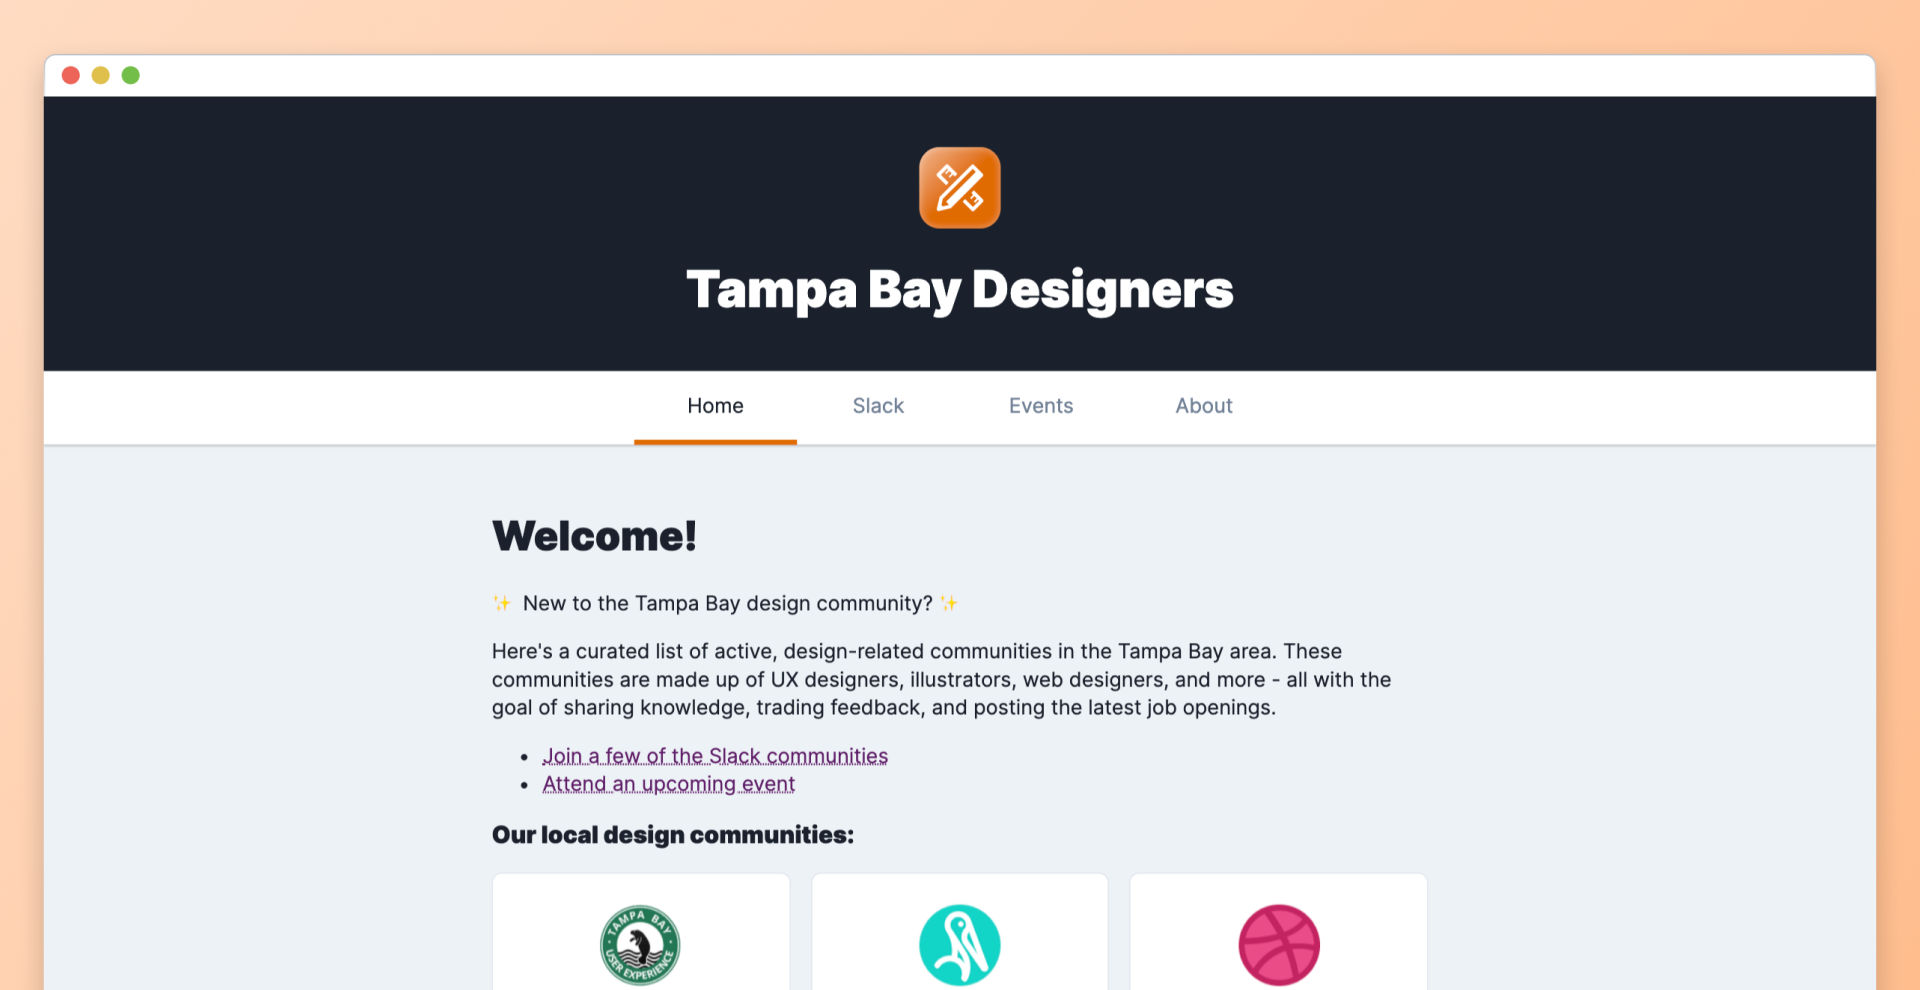 Tampa Bay Designers
Home Slack Events About
Welcome!
✨ New to the Tampa Bay design community? ✨
Here's a curated list of active, design-related communities in the Tampa Bay area. These
communities are made up of UX designers, illustrators, web designers, and more - all with the
goal of sharing knowledge, trading feedback, and posting the latest job openings.
• Join a few of the Slack communities
• Attend an upcoming event
Our local design communities:
TAMPA BAY
USER EXPERIENCE